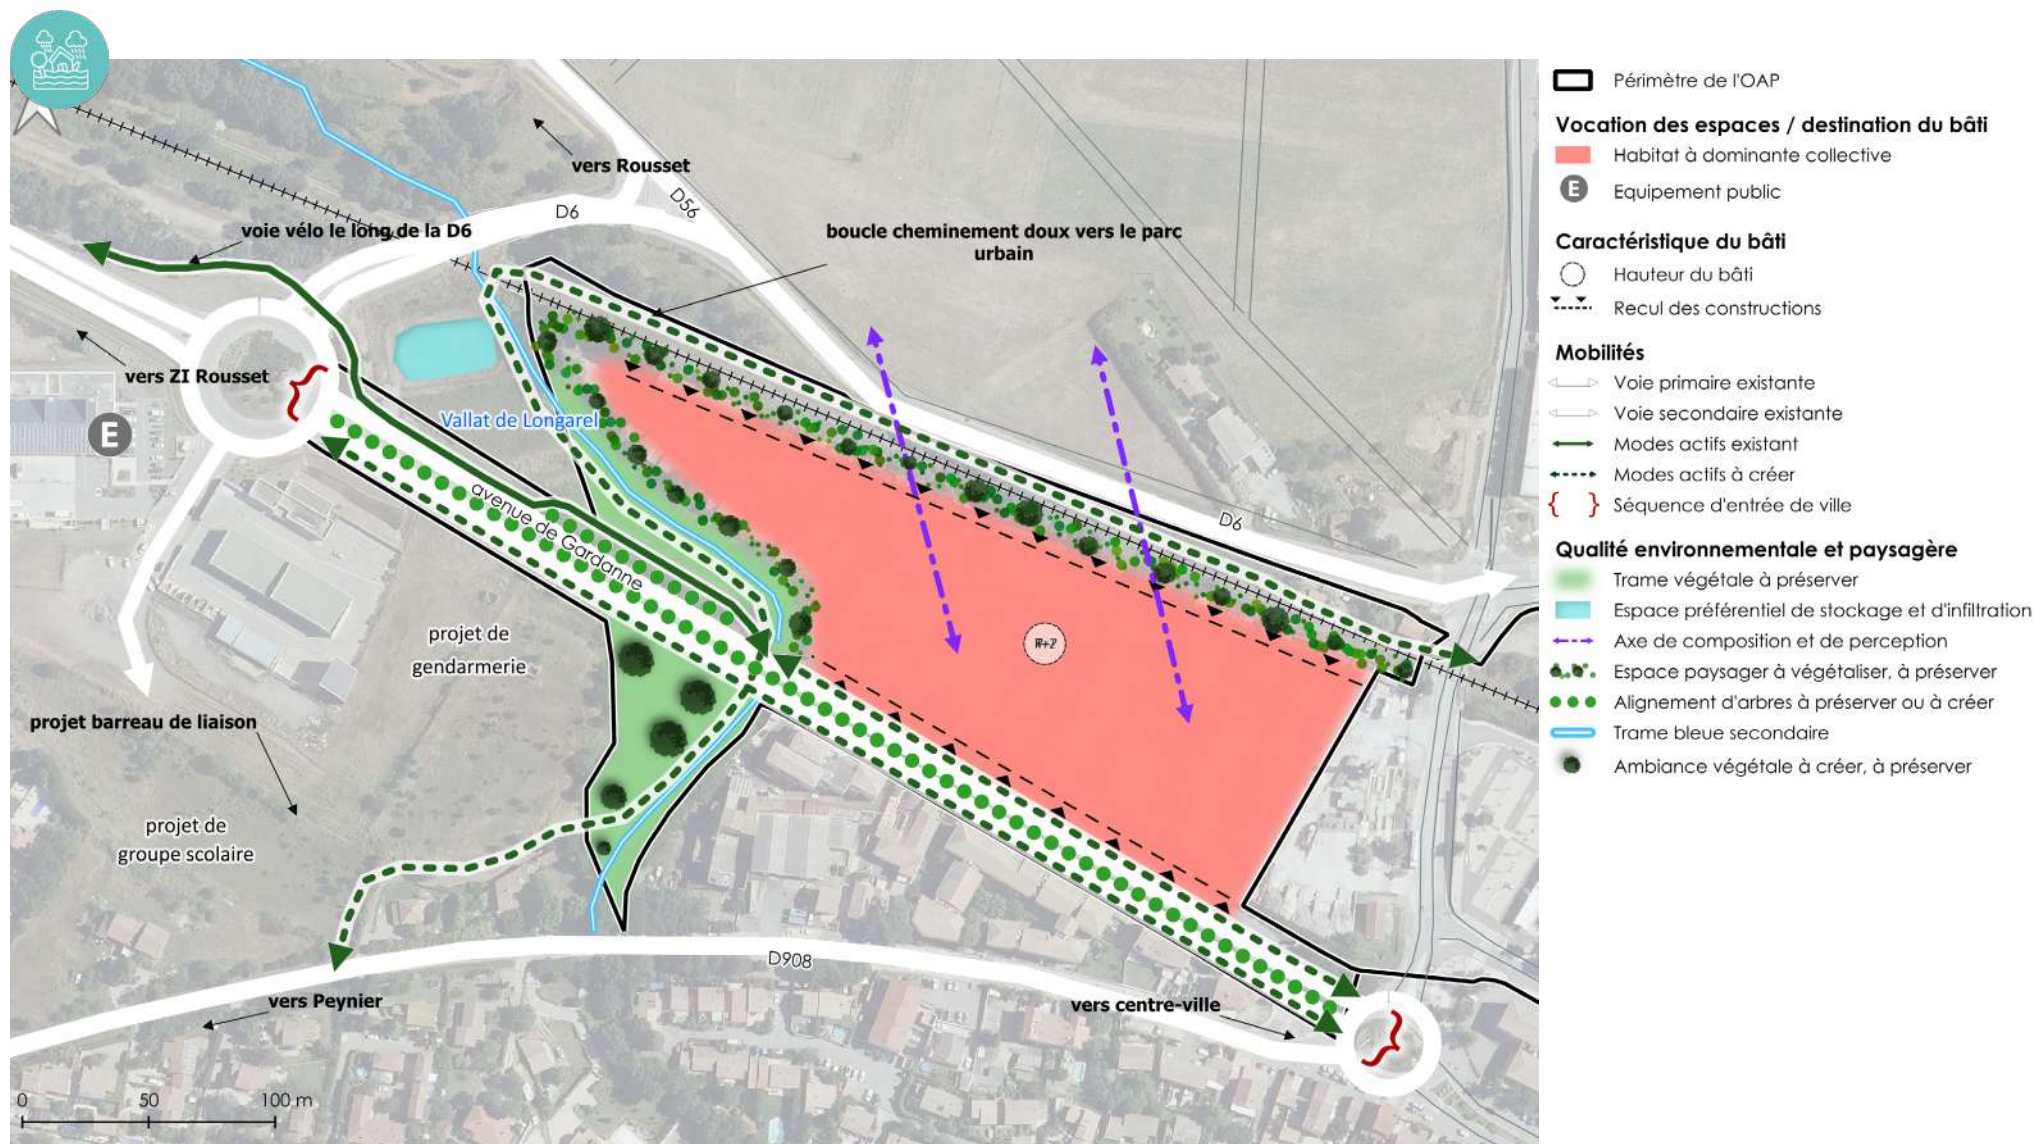 vers Rousset
D6
D56
voie vélo le long de la D6
boucle cheminement doux vers le parc
urbain
vers ZI Rousset
E
Vallat de Longarel
avenue de Gardanne
D6
projet de
gendarmerie
projet barreau de liaison
projet de
groupe scolaire
D908
vers Peynier
vers centre-ville
0 50 100 m
Périmètre de l'OAP
Vocation des espaces / destination du bâti
Habitat à dominante collective
E Equipement public
Caractéristique du bâti
Hauteur du bâti
Recul des constructions
Mobilités
Voie primaire existante
Voie secondaire existante
Modes actifs existant
Modes actifs à créer
Séquence d'entrée de ville
Qualité environnementale et paysagère
Trame végétale à préserver
Espace préférentiel de stockage et d'infiltration
Axe de composition et de perception
Espace paysager à végétaliser, à préserver
Alignement d'arbres à préserver ou à créer
Trame bleue secondaire
Ambiance végétale à créer, à préserver